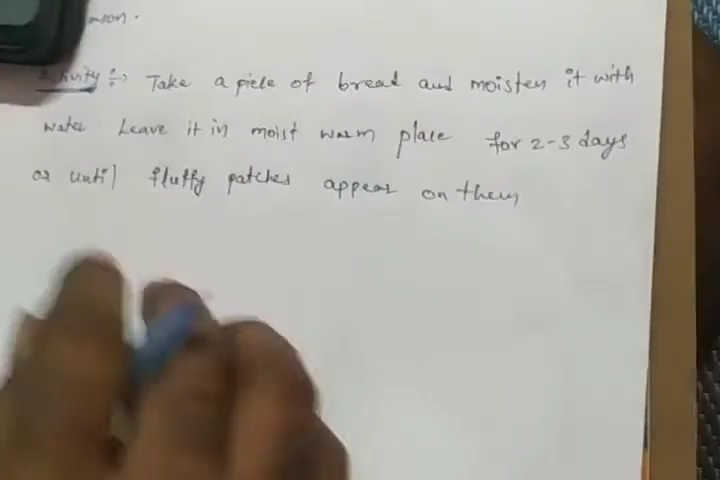 Activity :->  Take a piece of bread and moisten it with
water Leave it in moist warm place for 2-3 days
or until fluffy patches appear on them